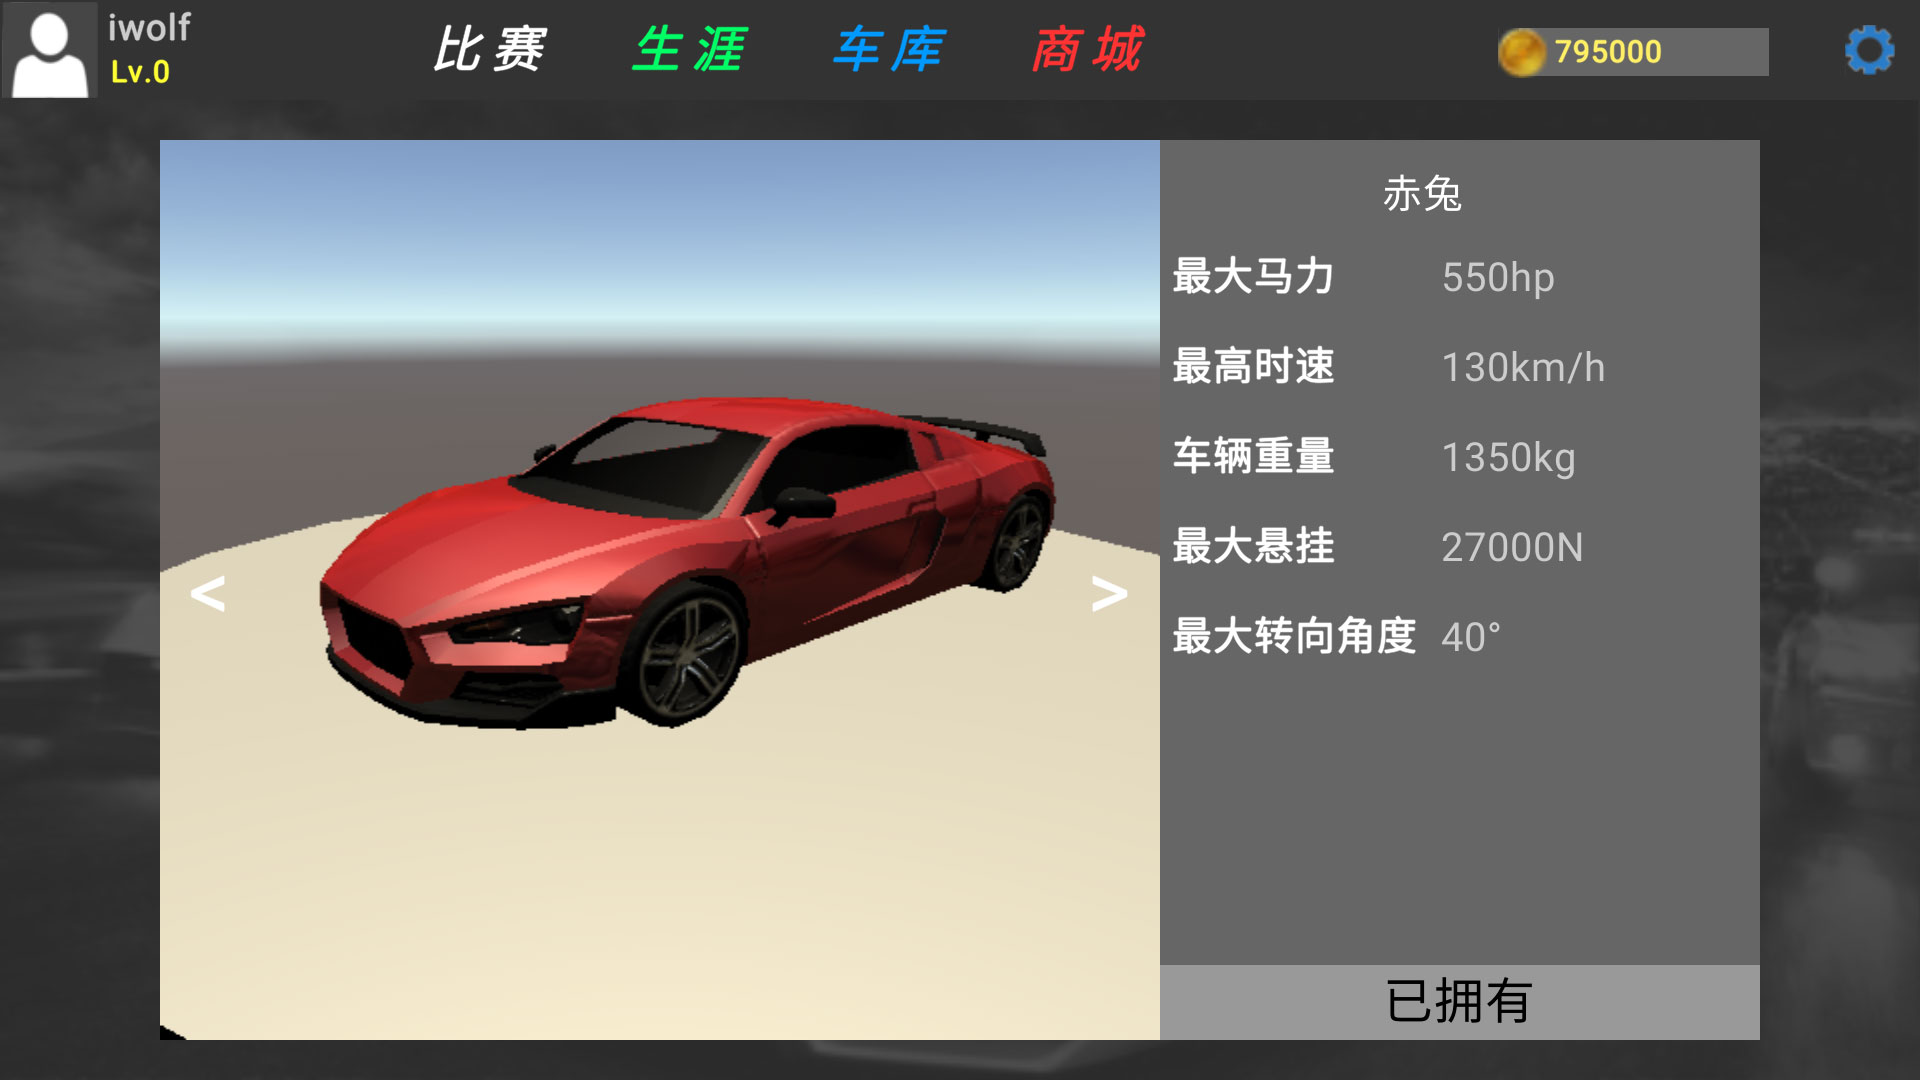 iwolf
Lv.0
比赛 生涯 车库 商城
795000
赤兔
最大马力 550hp
最高时速 130km/h
车辆重量 1350kg
最大悬挂 27000N
最大转向角度 40°
< >
已拥有